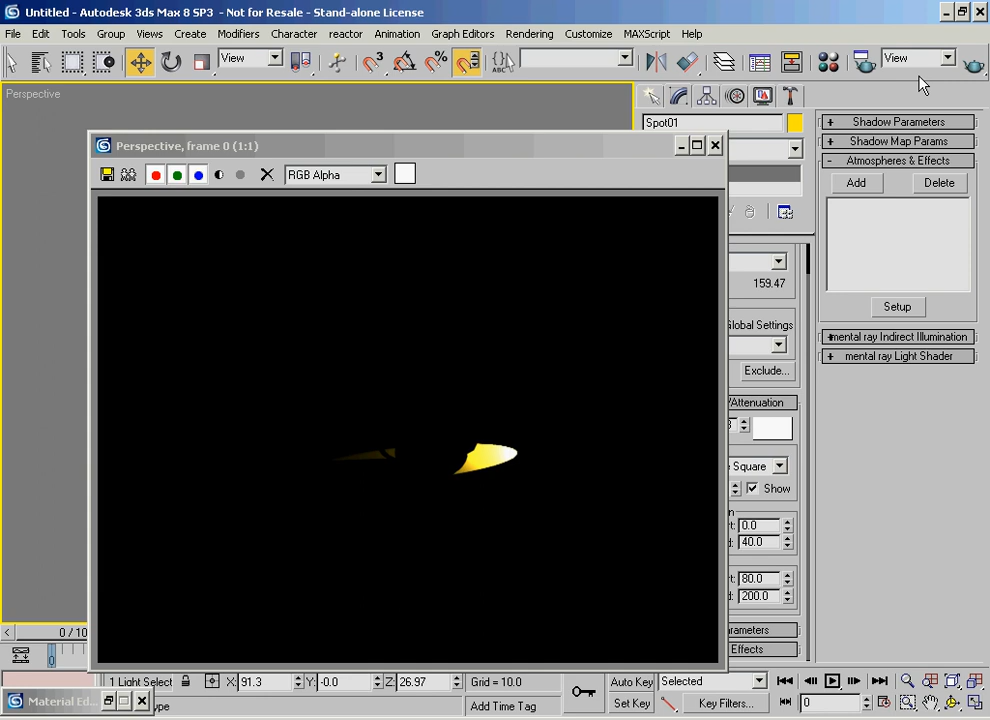 Untitled - Autodesk 3ds Max 8 SP3 - Not for Resale - Stand-alone License
File Edit Tools Group Views Create Modifiers Character reactor Animation Graph Editors Rendering Customize MAXScript Help
View 3 % ABC View
Perspective
Spot01
Perspective, frame 0 (1:1)
RGB Alpha
+ Shadow Parameters
+ Shadow Map Params
- Atmospheres & Effects
Add Delete
Setup
+ mental ray Indirect Illumination
+ mental ray Light Shader
159.47
Global Settings
Exclude...
/Attenuation
e Square
Show
0.0
40.0
80.0
200.0
rameters
Effects
0 / 10
0
1 Light Select X: 91.3 Y: -0.0 Z: 26.97 Grid = 10.0 Auto Key Selected
Material Ed... ype Add Time Tag Set Key Key Filters... 0